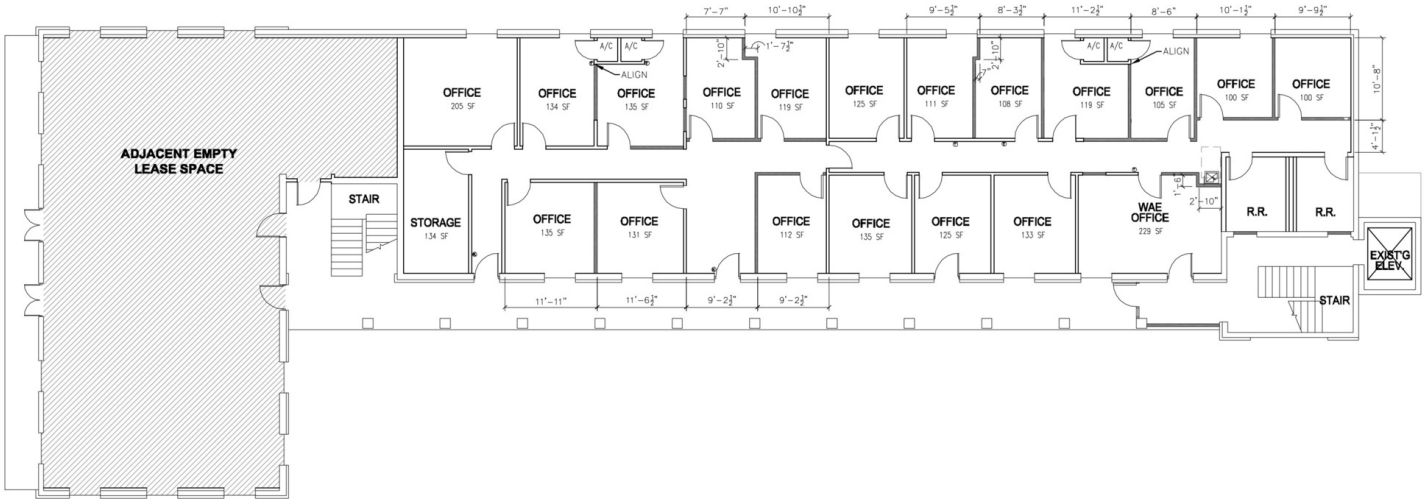 7'-7" 10'-10½" 9'-5½" 8'-3½" 11'-2½" 8'-6" 10'-1½" 9'-9½"
A/C A/C 2'-10" 1'-7½" 2'-10" A/C A/C
ALIGN 7" ALIGN
10'-8"
OFFICE OFFICE OFFICE OFFICE OFFICE OFFICE OFFICE OFFICE OFFICE OFFICE OFFICE OFFICE
205 SF 134 SF 135 SF 110 SF 119 SF 125 SF 111 SF 108 SF 119 SF 105 SF 100 SF 100 SF
4'-1½"
ADJACENT EMPTY
LEASE SPACE
STAIR
1'-6"
2'-10"
STORAGE OFFICE OFFICE OFFICE OFFICE OFFICE OFFICE WAE
OFFICE R.R. R.R.
134 SF 135 SF 131 SF 112 SF 135 SF 125 SF 133 SF 229 SF
EXIST'G
ELEV.
STAIR
11'-11" 11'-6½" 9'-2½" 9'-2½"